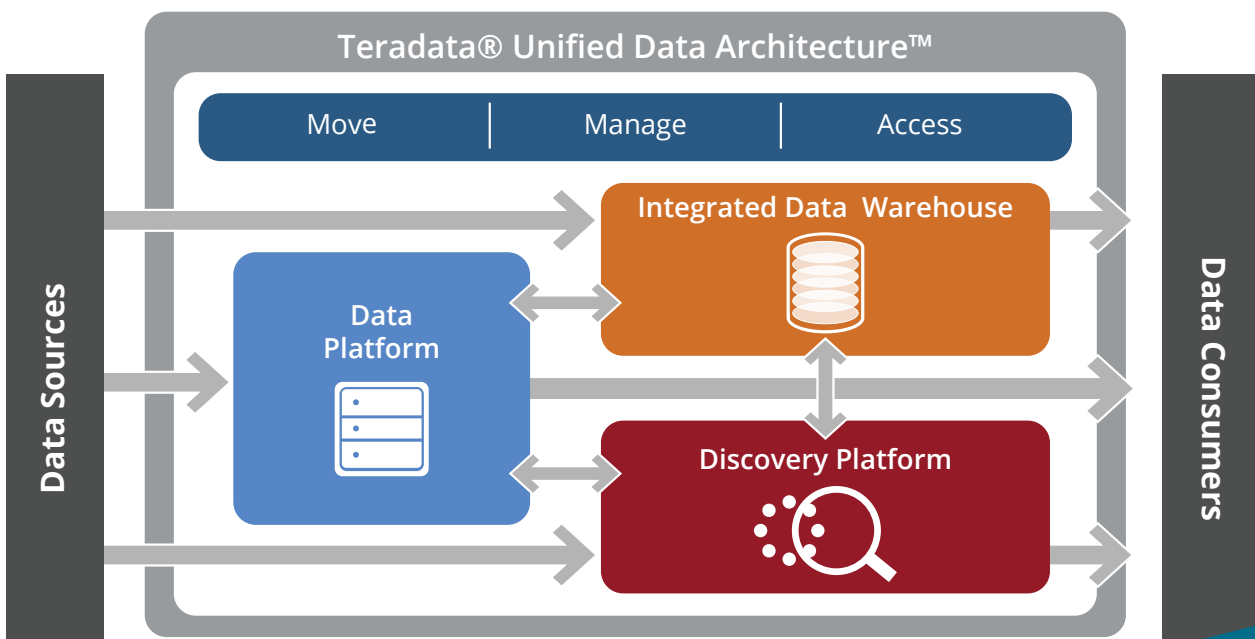 Teradata® Unified Data Architecture™
Move
Manage
Access
Data Sources
Integrated Data Warehouse
Data
Platform
Discovery Platform
Data Consumers